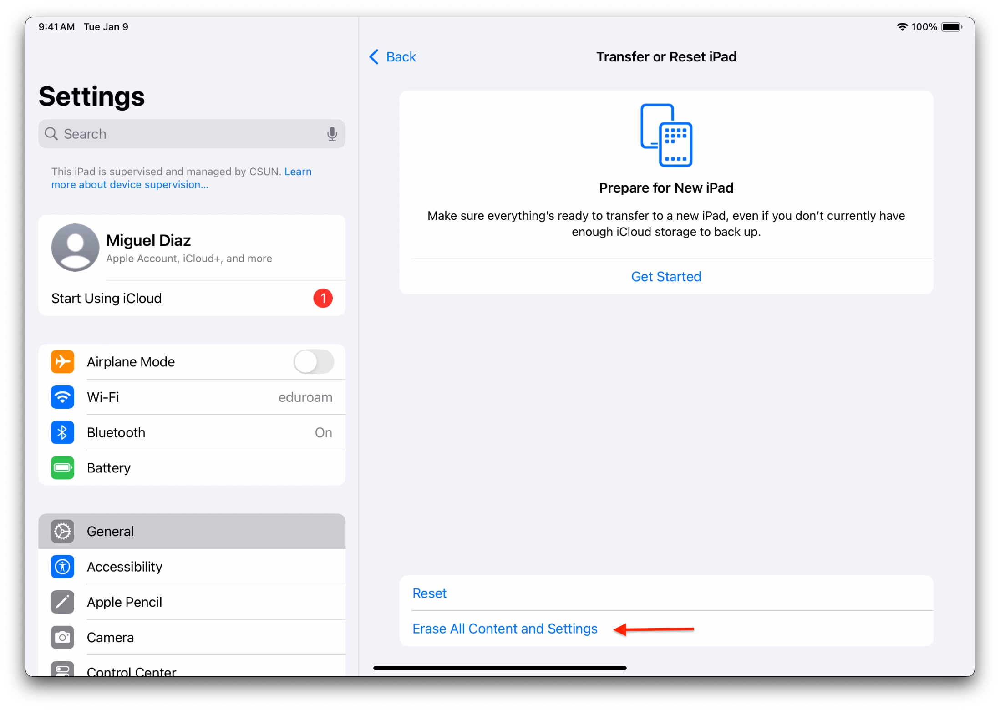 9:41 AM Tue Jan 9
100%
Settings
Search
This iPad is supervised and managed by CSUN. Learn
more about device supervision...
Miguel Diaz
Apple Account, iCloud+, and more
Start Using iCloud
1
Airplane Mode
Wi-Fi
eduroam
Bluetooth
On
Battery
General
Accessibility
Apple Pencil
Camera
Control Center
Back
Transfer or Reset iPad
Prepare for New iPad
Make sure everything’s ready to transfer to a new iPad, even if you don’t currently have
enough iCloud storage to back up.
Get Started
Reset
Erase All Content and Settings